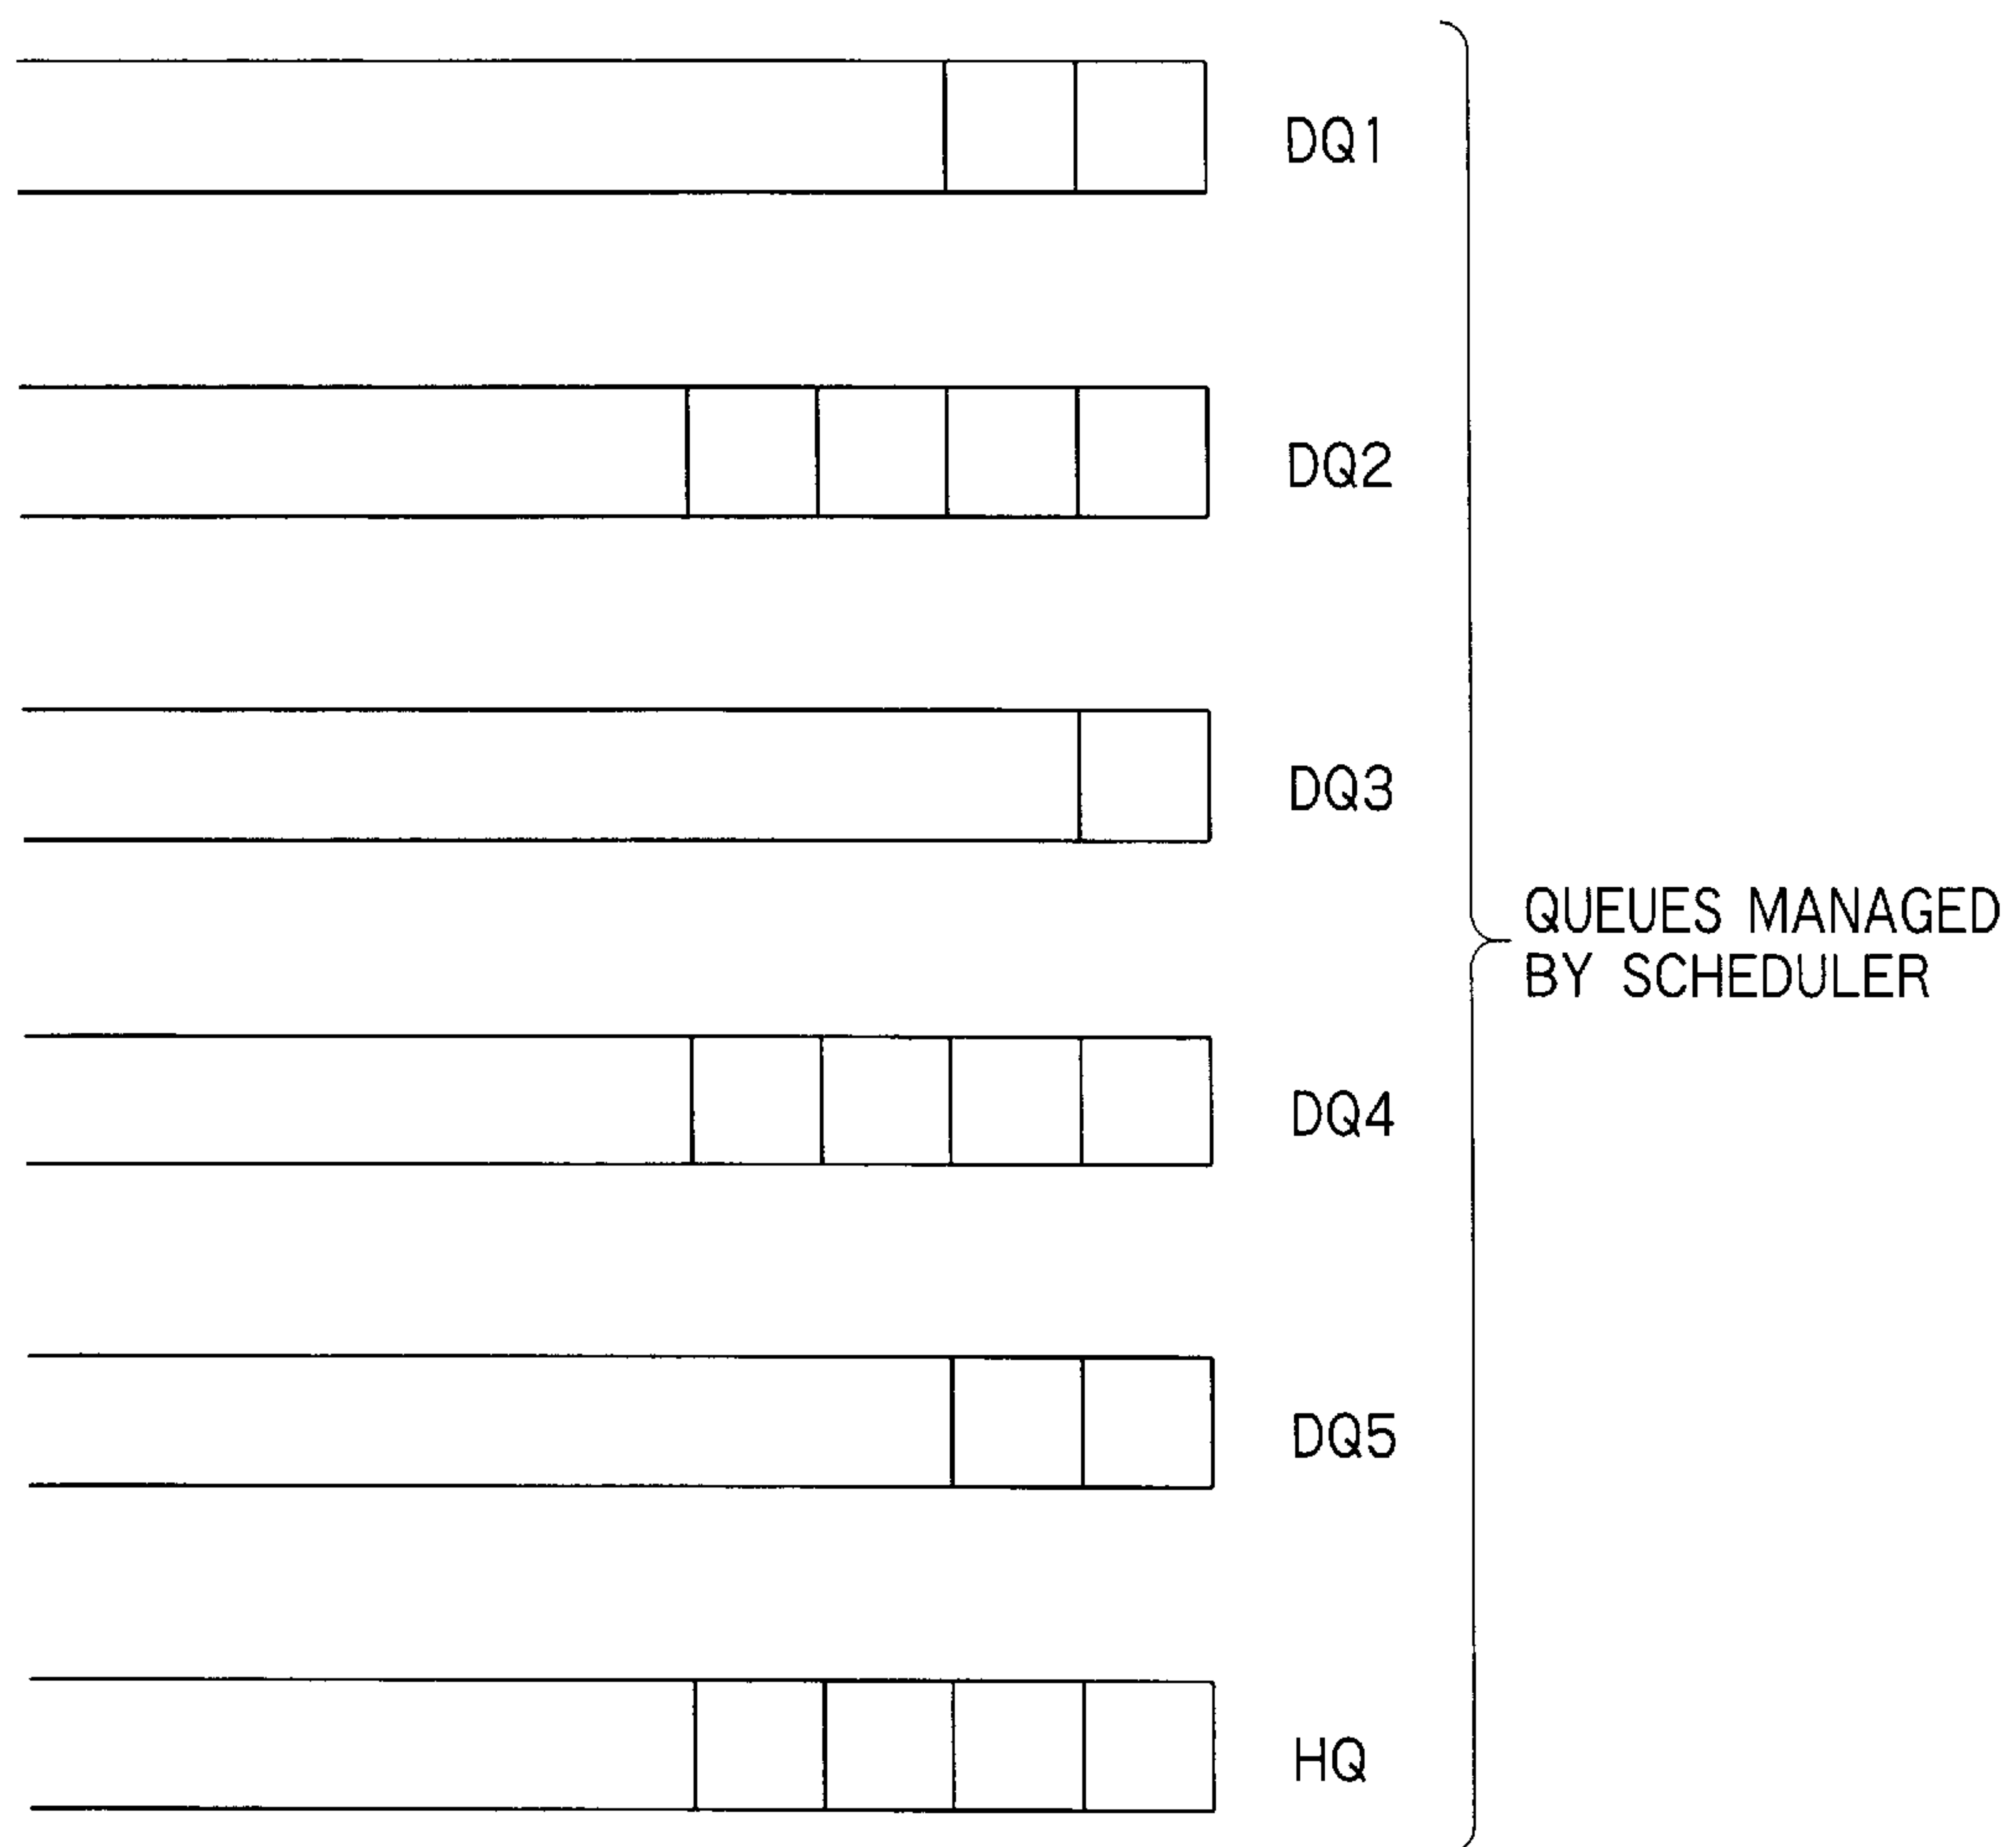 DQ1
DQ2
DQ3
QUEUES MANAGED
BY SCHEDULER
DQ4
DQ5
HQ